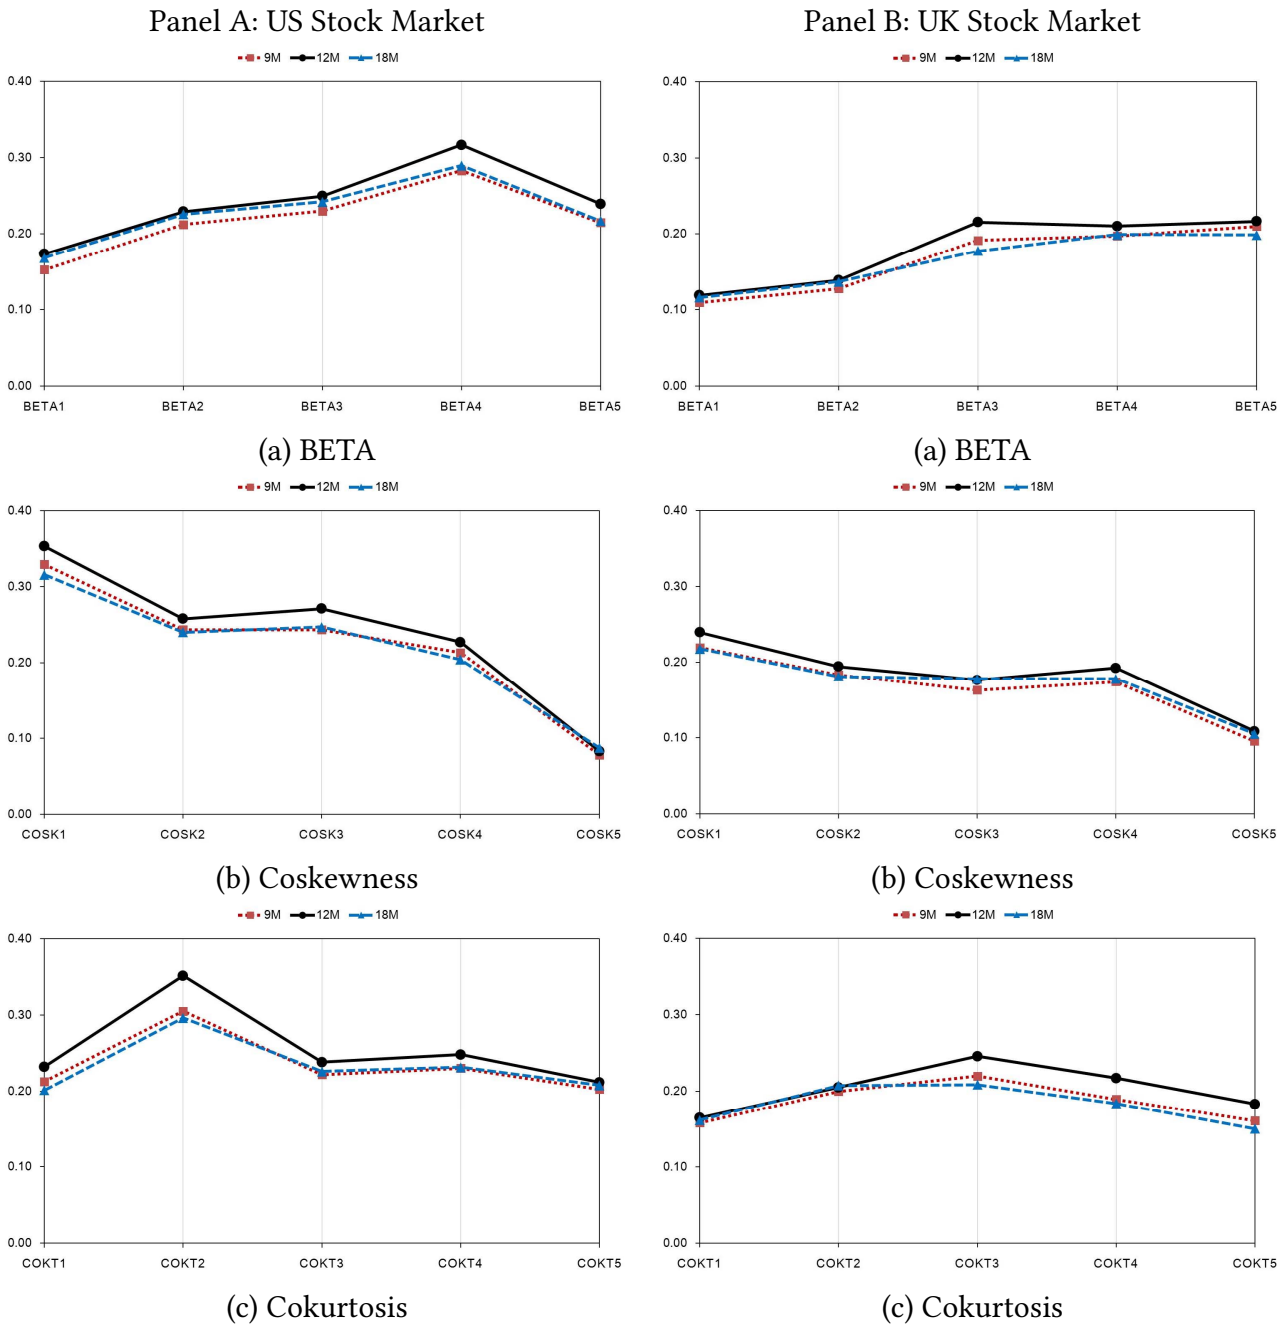 Panel A: US Stock Market
9M 12M 18M
0.40
0.30
0.20
0.10
0.00
BETA1 BETA2 BETA3 BETA4 BETA5
(a) BETA
Panel B: UK Stock Market
9M 12M 18M
0.40
0.30
0.20
0.10
0.00
BETA1 BETA2 BETA3 BETA4 BETA5
(a) BETA
9M 12M 18M
0.40
0.30
0.20
0.10
0.00
COSK1 COSK2 COSK3 COSK4 COSK5
(b) Coskewness
9M 12M 18M
0.40
0.30
0.20
0.10
0.00
COSK1 COSK2 COSK3 COSK4 COSK5
(b) Coskewness
9M 12M 18M
0.40
0.30
0.20
0.10
0.00
COKT1 COKT2 COKT3 COKT4 COKT5
(c) Cokurtosis
9M 12M 18M
0.40
0.30
0.20
0.10
0.00
COKT1 COKT2 COKT3 COKT4 COKT5
(c) Cokurtosis